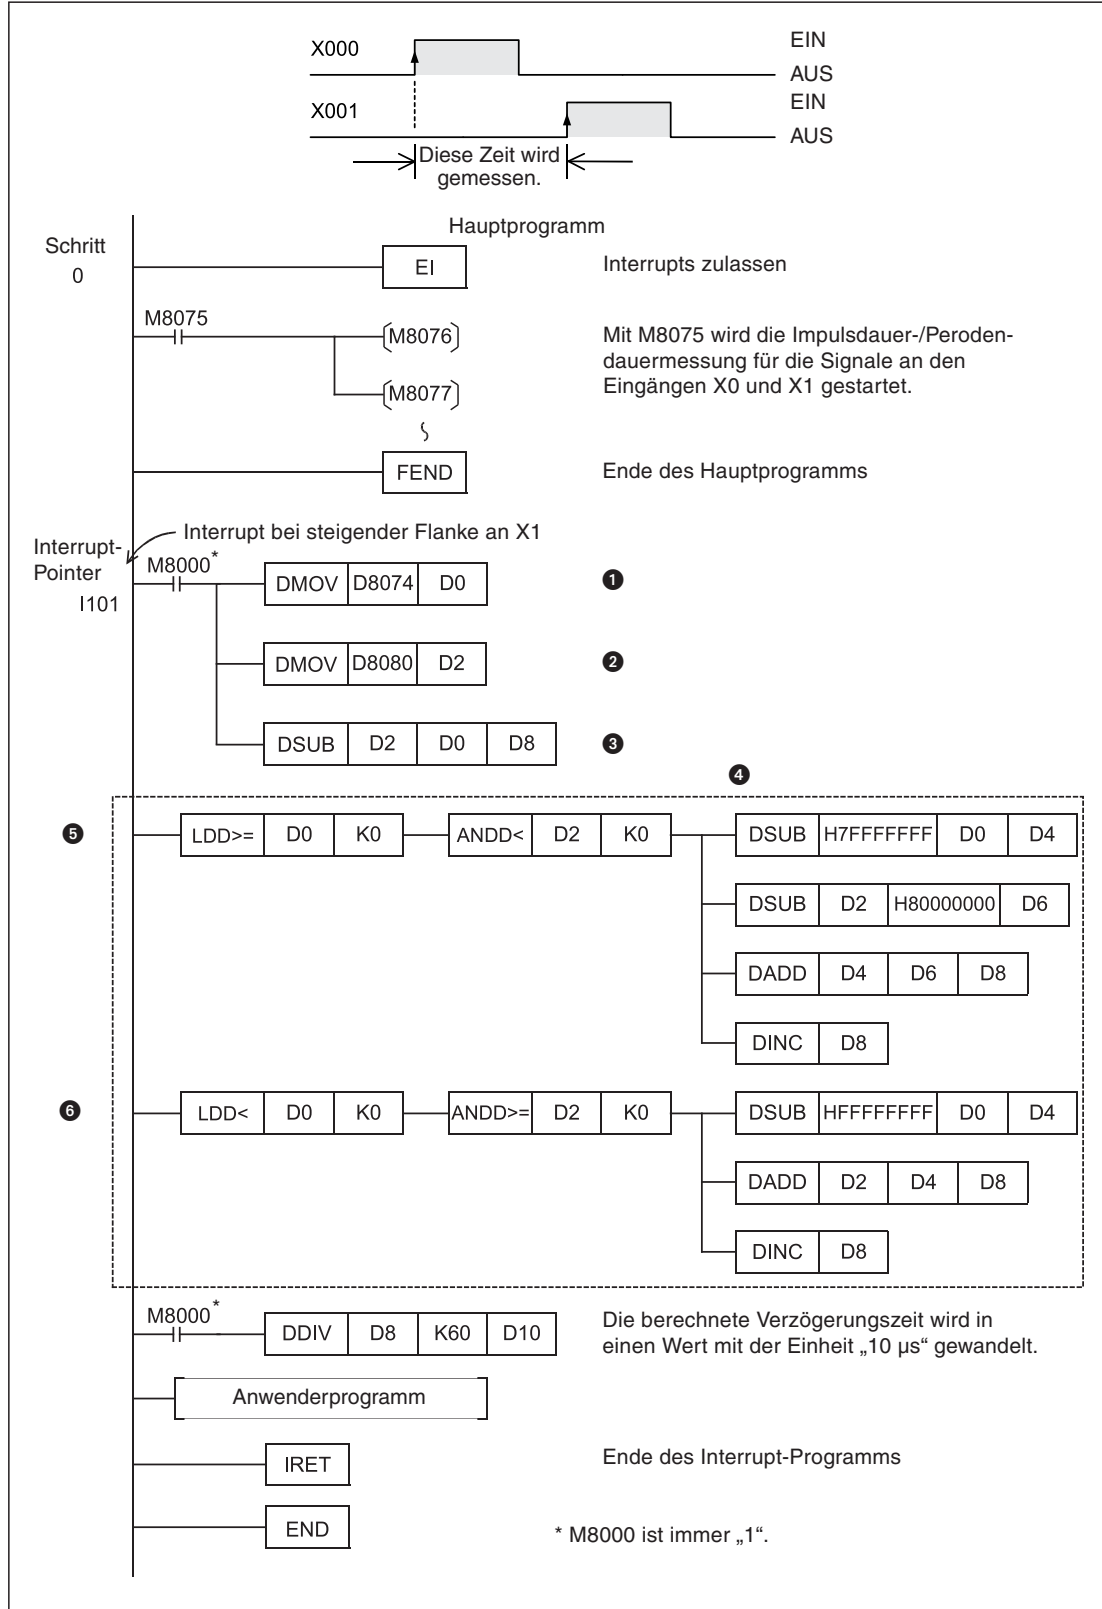 X000
EIN
AUS
X001
EIN
AUS
Diese Zeit wird
gemessen.
Hauptprogramm
Schritt
0
EI
Interrupts zulassen
M8075
M8076
Mit M8075 wird die Impulsdauer-/Peroden-
dauermessung für die Signale an den
Eingängen X0 und X1 gestartet.
M8077
FEND
Ende des Hauptprogramms
Interrupt bei steigender Flanke an X1
Interrupt-
Pointer
I101
M8000*
DMOV D8074 D0
❶
DMOV D8080 D2
❷
DSUB D2 D0 D8
❸
❹
❺
LDD>= D0 K0 ANDD< D2 K0 DSUB H7FFFFFFF D0 D4
DSUB D2 H80000000 D6
DADD D4 D6 D8
DINC D8
❻
LDD< D0 K0 ANDD>= D2 K0 DSUB HFFFFFFFF D0 D4
DADD D2 D4 D8
DINC D8
M8000*
DDIV D8 K60 D10
Die berechnete Verzögerungszeit wird in
einen Wert mit der Einheit „10 µs“ gewandelt.
Anwenderprogramm
IRET
Ende des Interrupt-Programms
END
* M8000 ist immer „1“.